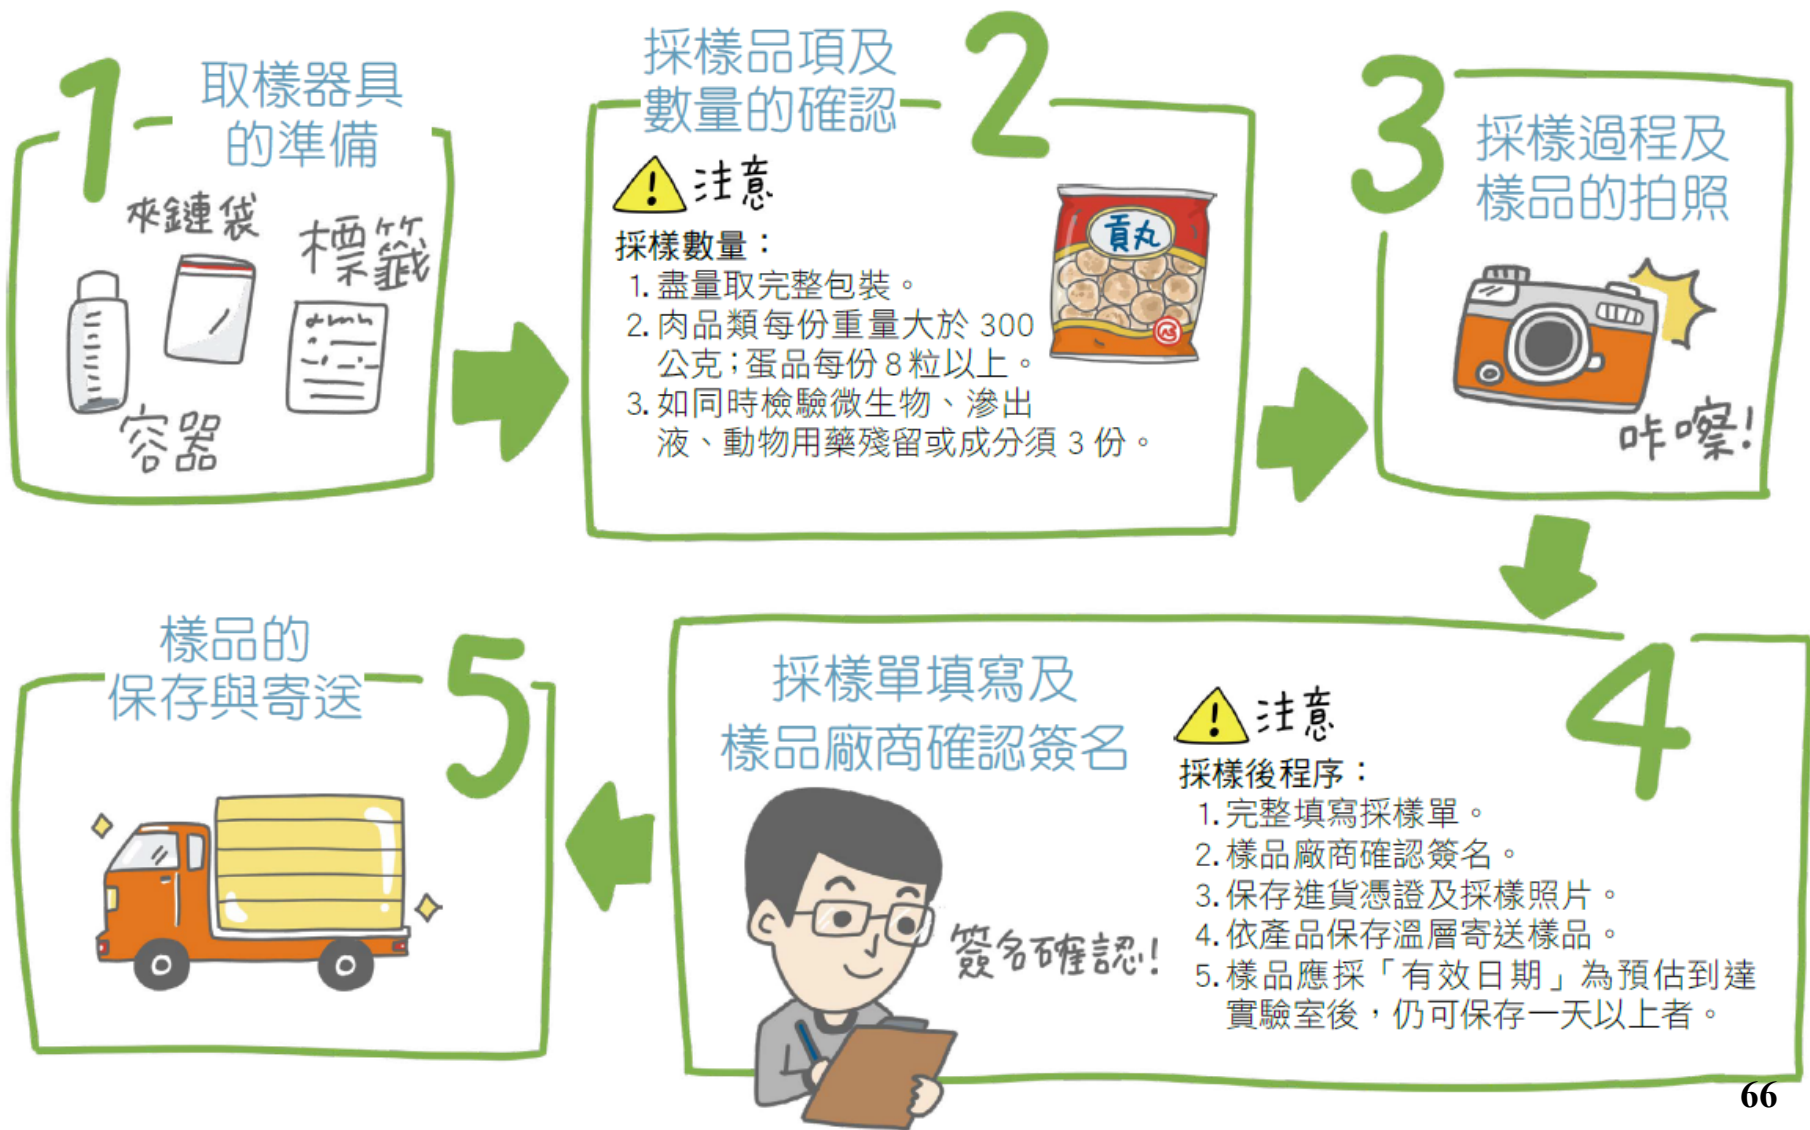 1
取樣器具
的準備
夾鏈袋
標籤
容器
2
採樣品項及
數量的確認
注意
貢丸
採樣數量：
1. 盡量取完整包裝。
2. 肉品類每份重量大於 300
公克；蛋品每份 8 粒以上。
3. 如同時檢驗微生物、滲出
液、動物用藥殘留或成分須 3 份。
3
採樣過程及
樣品的拍照
咔嚓！
4
採樣單填寫及
樣品廠商確認簽名
簽名確認！
注意
採樣後程序：
1. 完整填寫採樣單。
2. 樣品廠商確認簽名。
3. 保存進貨憑證及採樣照片。
4. 依產品保存溫層寄送樣品。
5. 樣品應採「有效日期」為預估到達
實驗室後，仍可保存一天以上者。
5
樣品的
保存與寄送
66